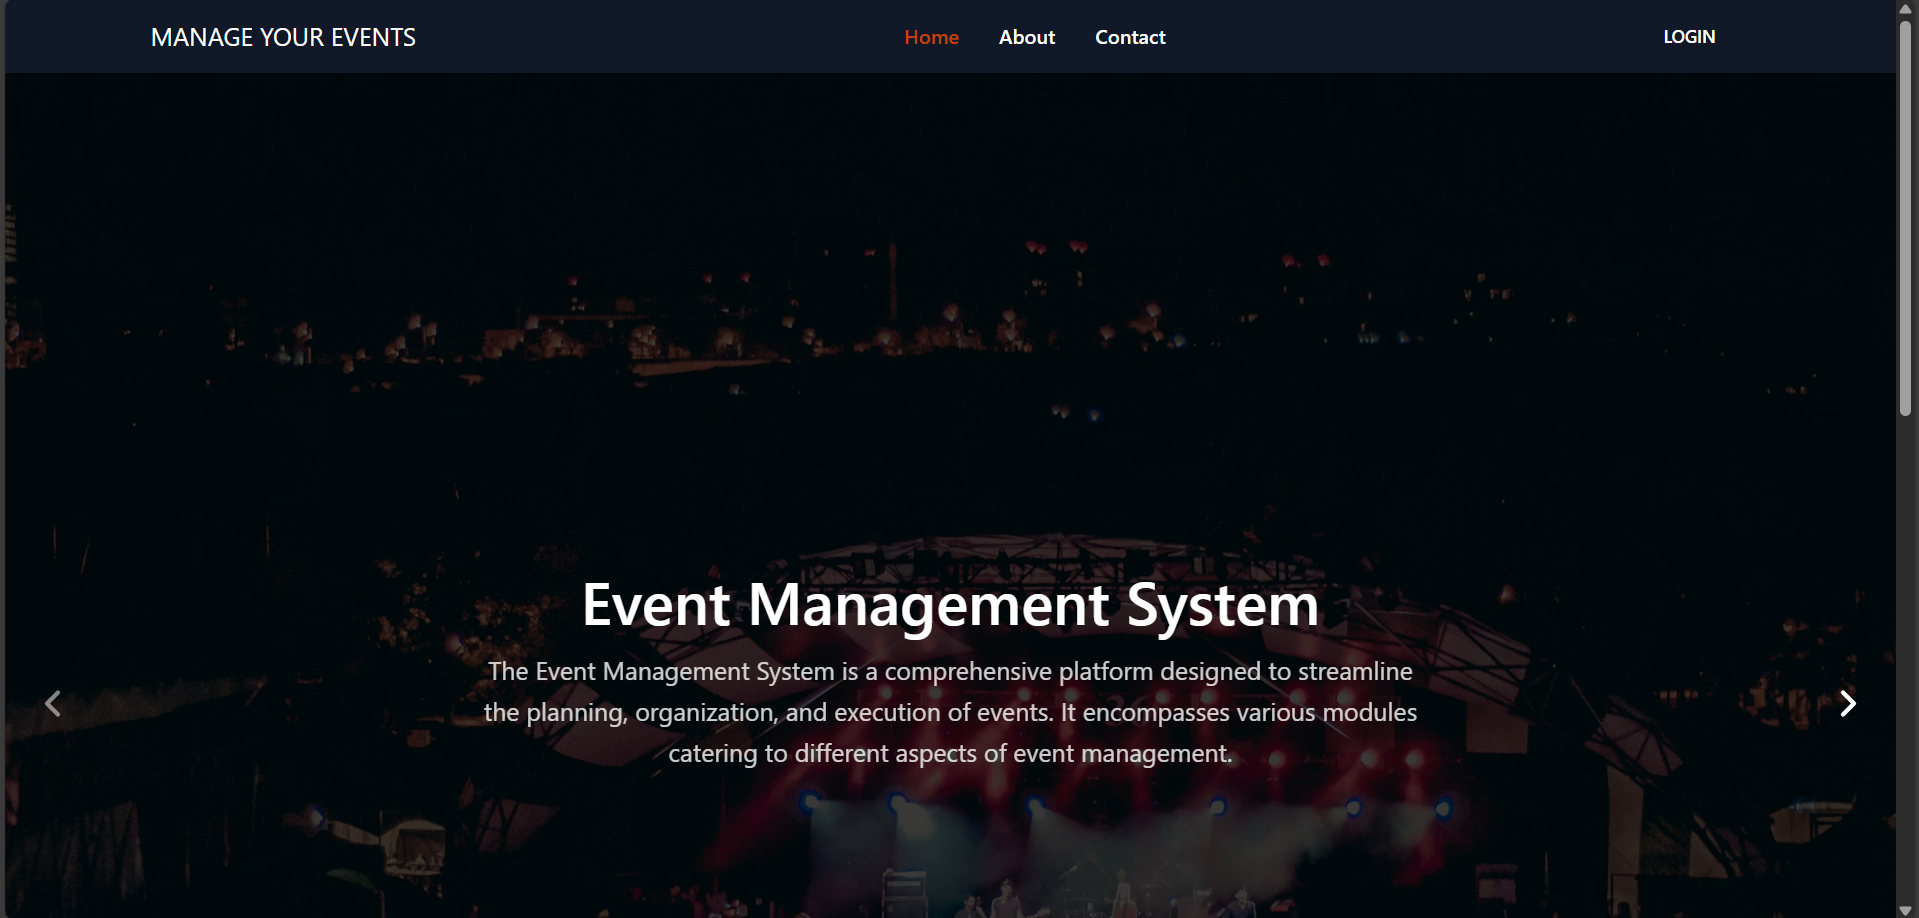 MANAGE YOUR EVENTS
Home About Contact
LOGIN
Event Management System
The Event Management System is a comprehensive platform designed to streamline
the planning, organization, and execution of events. It encompasses various modules
catering to different aspects of event management.